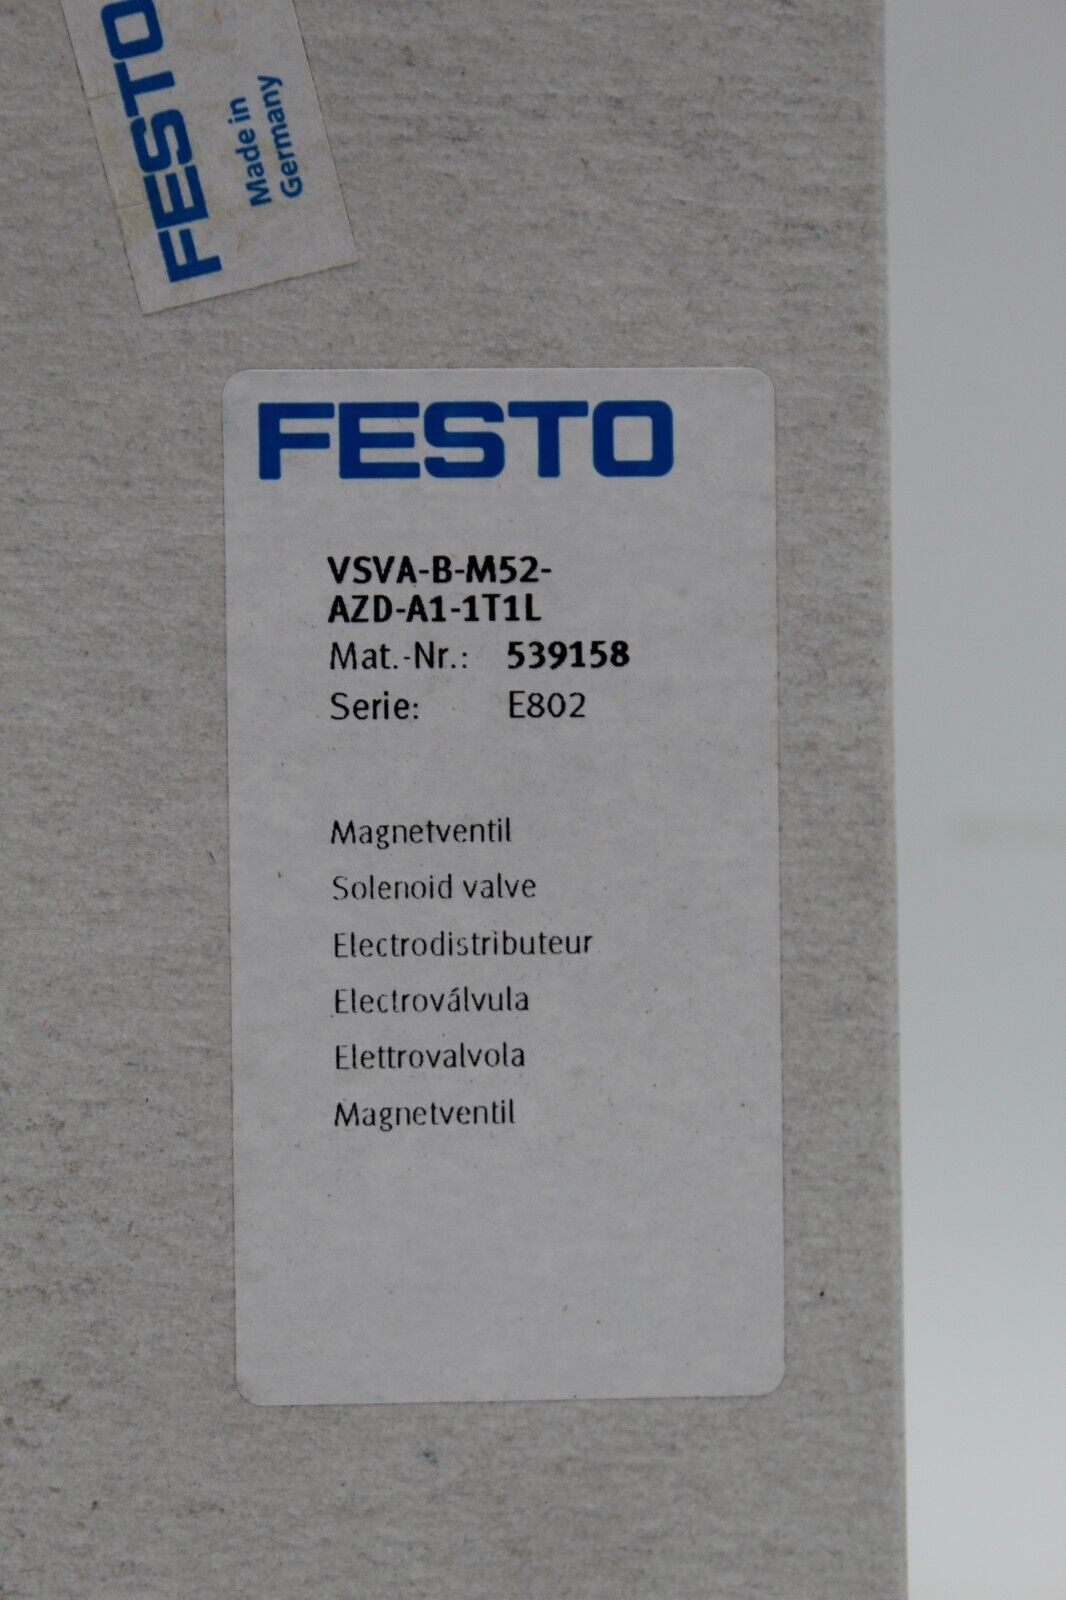 FESTO
Made in
Germany
FESTO
VSVA-B-M52-
AZD-A1-1T1L
Mat.-Nr.: 539158
Serie: E802
Magnetventil
Solenoid valve
Electrodistributeur
Electroválvula
Elettrovalvola
Magnetventil